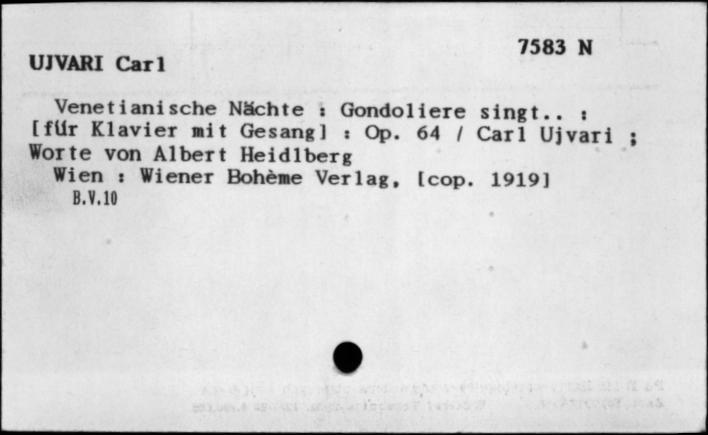 7583 N
UJVARI Carl
Venetianische Nächte : Gondoliere singt.. :
[für Klavier mit Gesang] : Op. 64 / Carl Ujvari ;
Worte von Albert Heidlberg
Wien : Wiener Bohème Verlag, [cop. 1919]
B.V.10